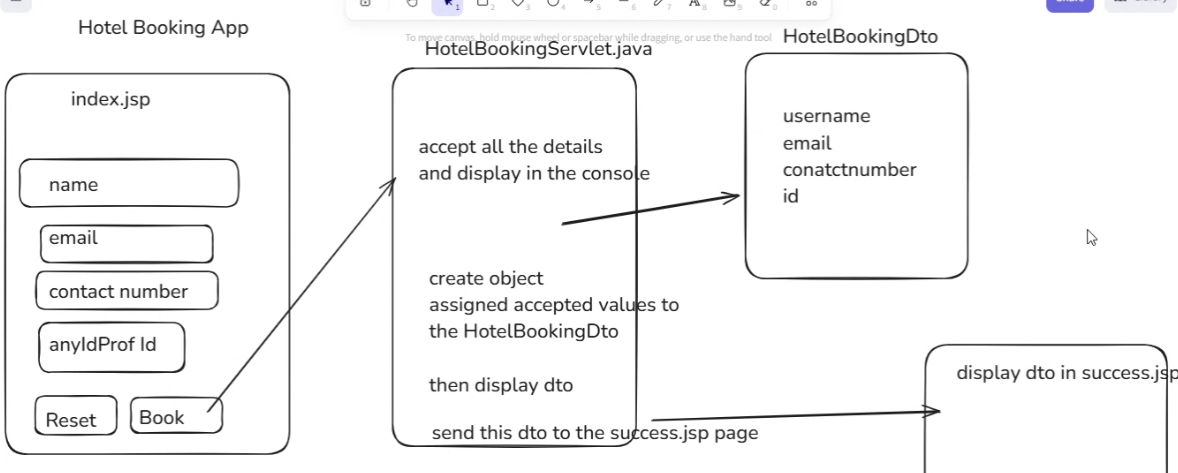 Hotel Booking App
To move canvas, hold mouse wheel or spacebar while dragging, or use the hand tool
HotelBookingServlet.java
HotelBookingDto
index.jsp
name
email
contact number
anyIdProf Id
Reset
Book
accept all the details
and display in the console
create object
assigned accepted values to
the HotelBookingDto
then display dto
send this dto to the success.jsp page
username
email
conatctnumber
id
display dto in success.jsp